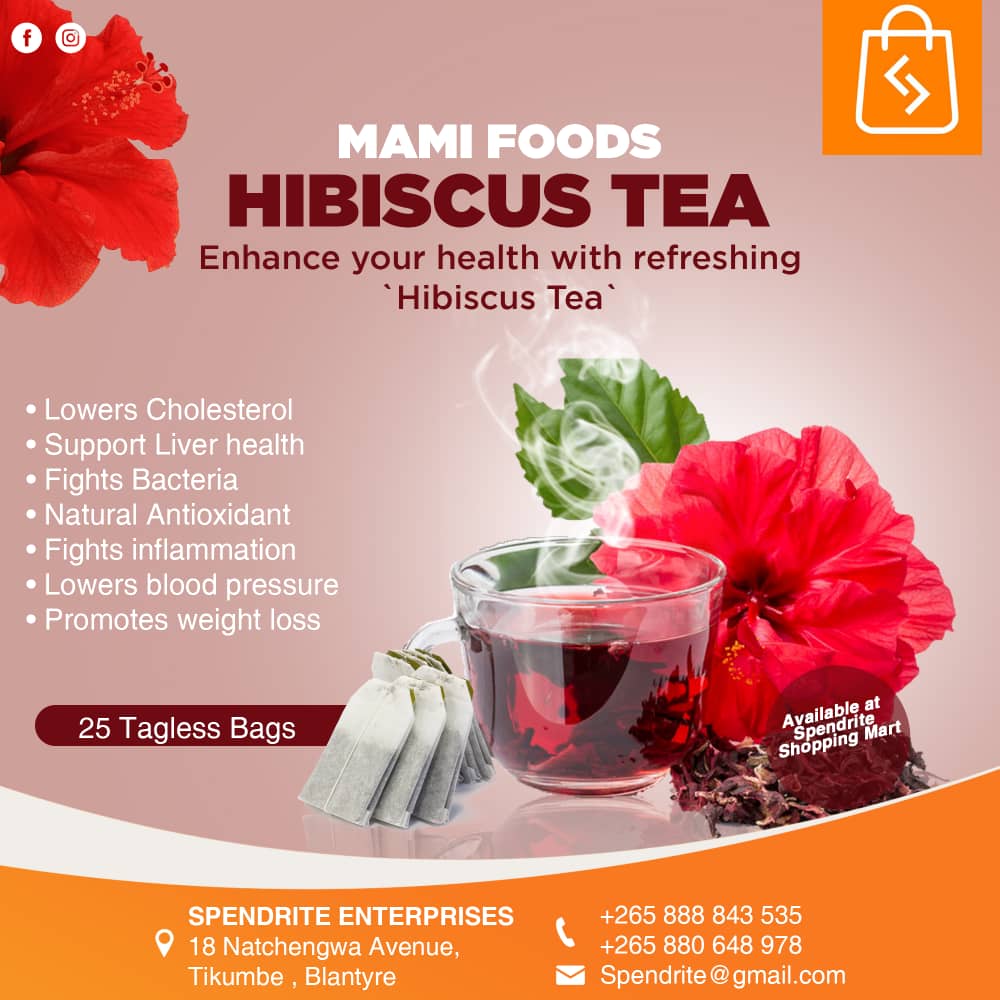 MAMI FOODS
HIBISCUS TEA
Enhance your health with refreshing
`Hibiscus Tea`
• Lowers Cholesterol
• Support Liver health
• Fights Bacteria
• Natural Antioxidant
• Fights inflammation
• Lowers blood pressure
• Promotes weight loss
25 Tagless Bags
Available at
Spendrite
Shopping Mart
SPENDRITE ENTERPRISES
18 Natchengwa Avenue,
Tikumbe , Blantyre
+265 888 843 535
+265 880 648 978
Spendrite@gmail.com